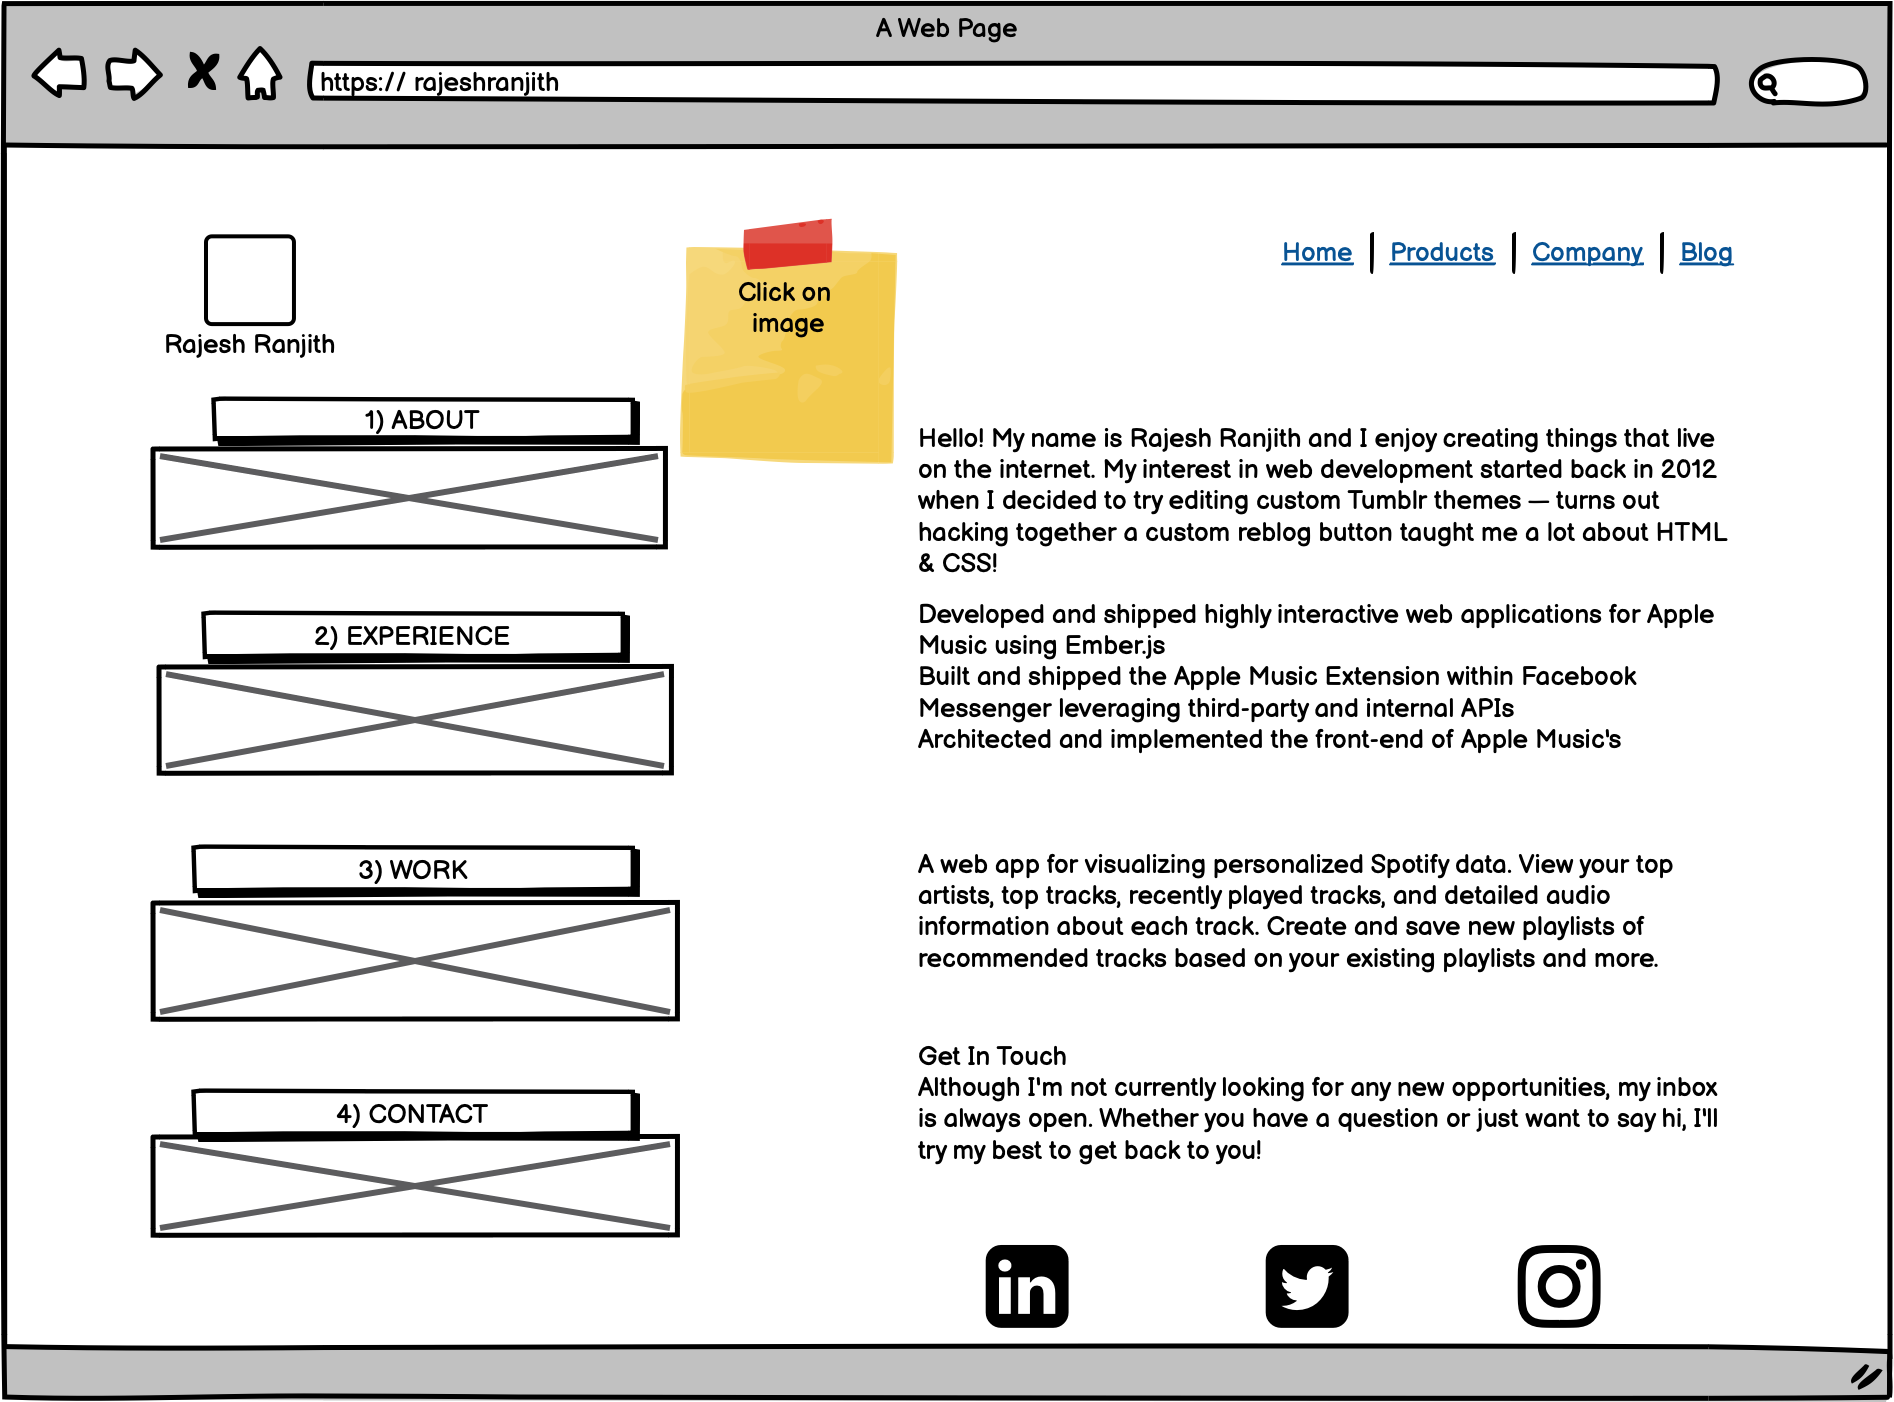 A Web Page
https:// rajeshranjith
Home
Products
Company
Blog
Rajesh Ranjith
Click on
image
1) ABOUT
Hello! My name is Rajesh Ranjith and I enjoy creating things that live
on the internet. My interest in web development started back in 2012
when I decided to try editing custom Tumblr themes — turns out
hacking together a custom reblog button taught me a lot about HTML
& CSS!
2) EXPERIENCE
Developed and shipped highly interactive web applications for Apple
Music using Ember.js
Built and shipped the Apple Music Extension within Facebook
Messenger leveraging third-party and internal APIs
Architected and implemented the front-end of Apple Music's
3) WORK
A web app for visualizing personalized Spotify data. View your top
artists, top tracks, recently played tracks, and detailed audio
information about each track. Create and save new playlists of
recommended tracks based on your existing playlists and more.
4) CONTACT
Get In Touch
Although I'm not currently looking for any new opportunities, my inbox
is always open. Whether you have a question or just want to say hi, I'll
try my best to get back to you!
in